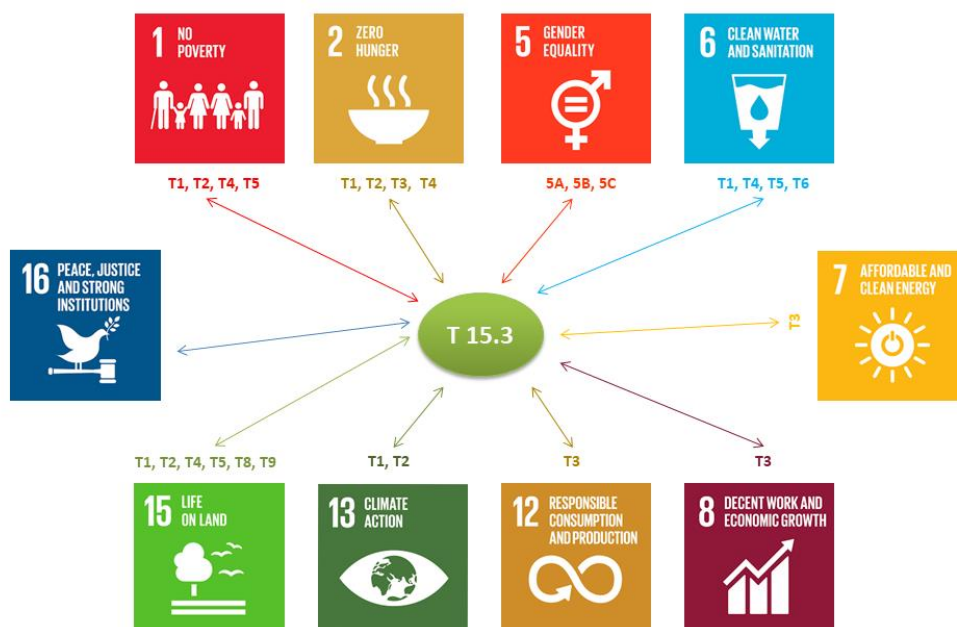 1 NO
POVERTY
2 ZERO
HUNGER
5 GENDER
EQUALITY
6 CLEAN WATER
AND SANITATION
T1, T2, T4, T5
T1, T2, T3, T4
5A, 5B, 5C
T1, T4, T5, T6
16 PEACE, JUSTICE
AND STRONG
INSTITUTIONS
T 15.3
T3
7 AFFORDABLE AND
CLEAN ENERGY
T1, T2, T4, T5, T8, T9
T1, T2
T3
T3
15 LIFE
ON LAND
13 CLIMATE
ACTION
12 RESPONSIBLE
CONSUMPTION
AND PRODUCTION
8 DECENT WORK AND
ECONOMIC GROWTH